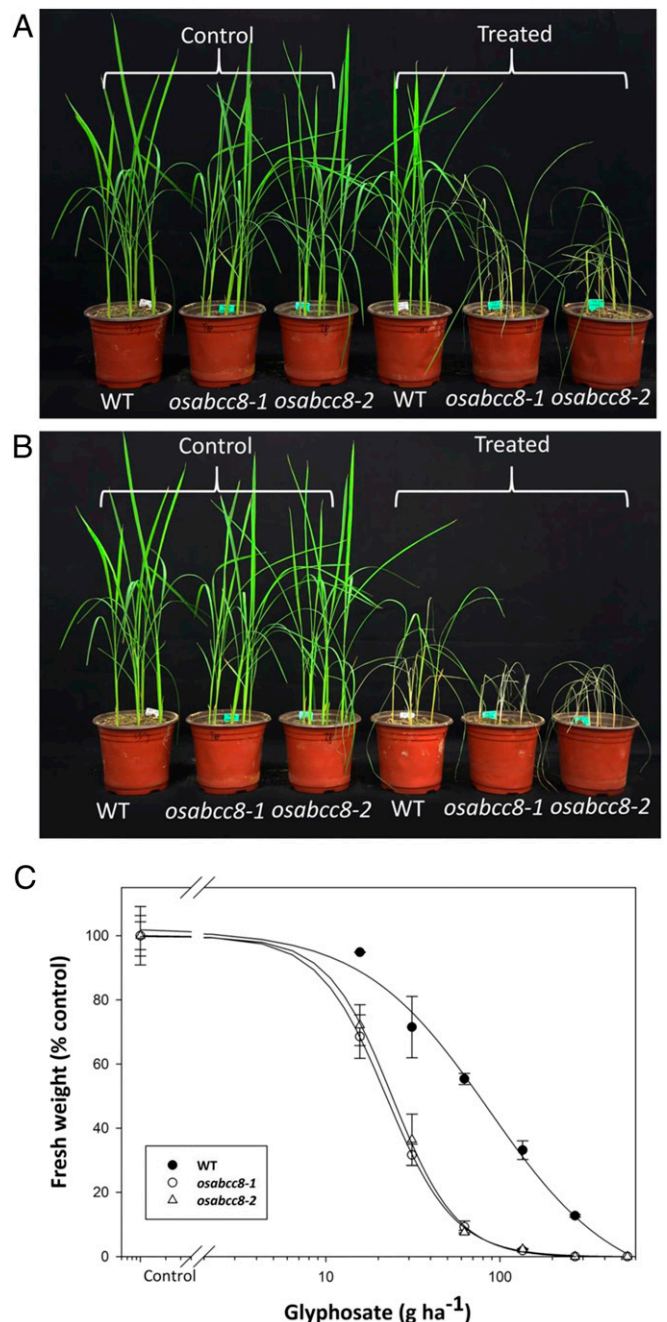 A
Control Treated
WT osabcc8-1 osabcc8-2 WT osabcc8-1 osabcc8-2
B
Control Treated
WT osabcc8-1 osabcc8-2 WT osabcc8-1 osabcc8-2
C
100
80
60
40
20
0
Fresh weight (% control)
WT
osabcc8-1
osabcc8-2
Control 10 100
Glyphosate (g ha⁻¹)